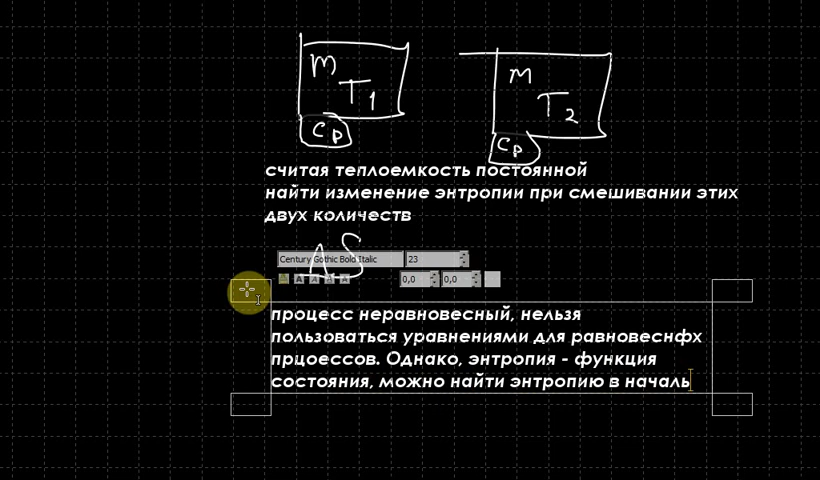 m m
T1 T2
Cp Cp
считая теплоемкость постоянной
найти изменение энтропии при смешивании этих
двух количеств
ΔS
Century Gothic Bold Italic 23
0,0 0,0
процесс неравновесный, нельзя
пользоваться уравнениями для равновеснфх
прцоессов. Однако, энтропия - функция
состояния, можно найти энтропию в началь